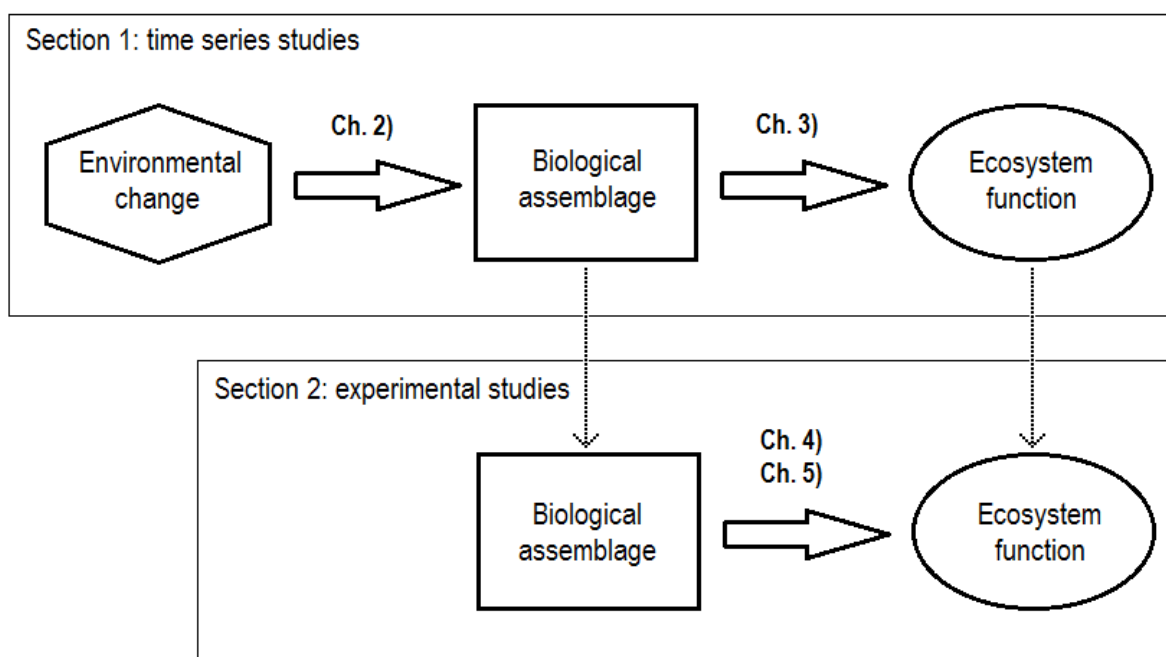 Section 1: time series studies
Environmental
change
Ch. 2)
Biological
assemblage
Ch. 3)
Ecosystem
function
Section 2: experimental studies
Biological
assemblage
Ch. 4)
Ch. 5)
Ecosystem
function